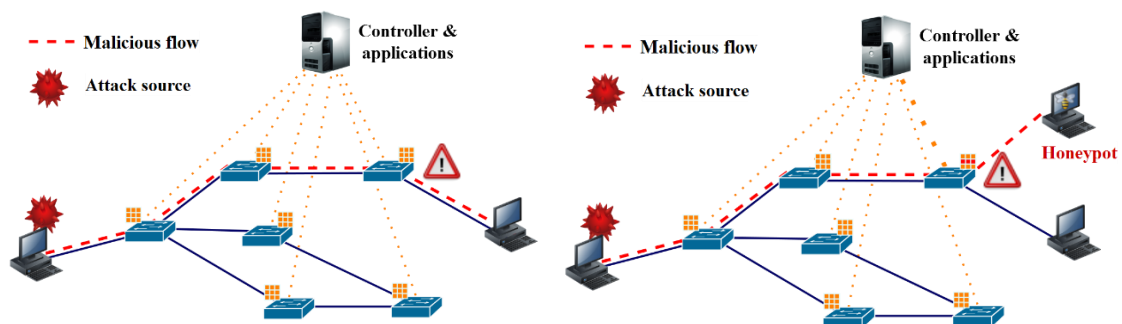 Controller &
applications
Malicious flow
Attack source
Controller &
applications
Malicious flow
Attack source
Honeypot